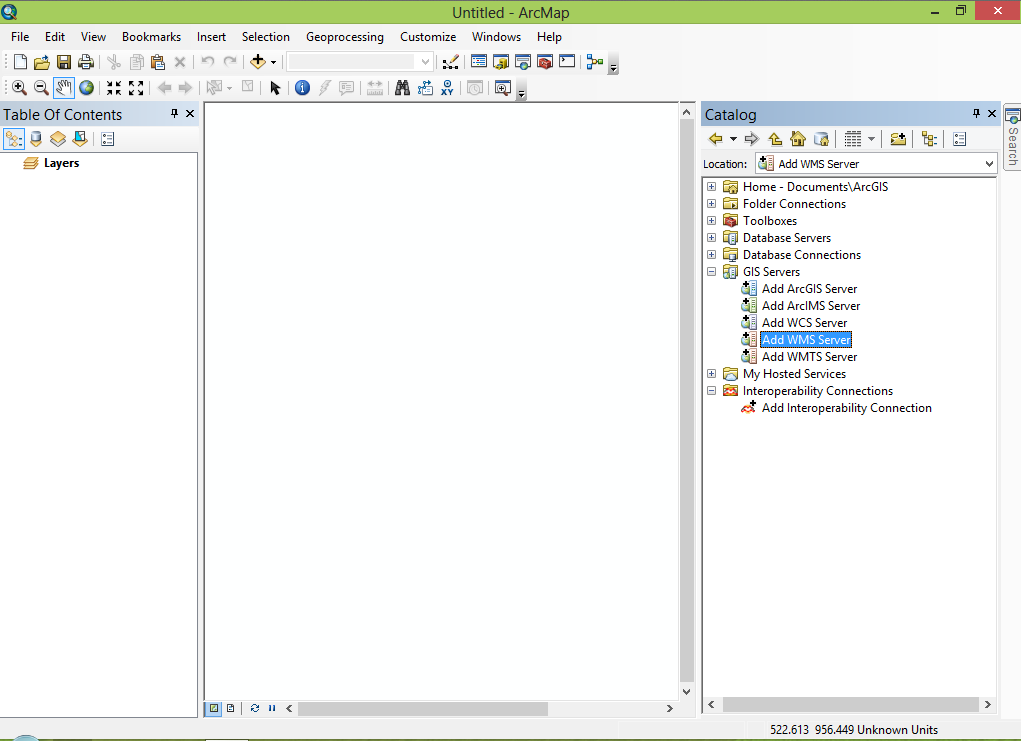 Untitled - ArcMap
File Edit View Bookmarks Insert Selection Geoprocessing Customize Windows Help
XY
Table Of Contents
Layers
Catalog
Search
Location: Add WMS Server
Home - Documents\ArcGIS
Folder Connections
Toolboxes
Database Servers
Database Connections
GIS Servers
Add ArcGIS Server
Add ArcIMS Server
Add WCS Server
Add WMS Server
Add WMTS Server
My Hosted Services
Interoperability Connections
Add Interoperability Connection
522.613 956.449 Unknown Units